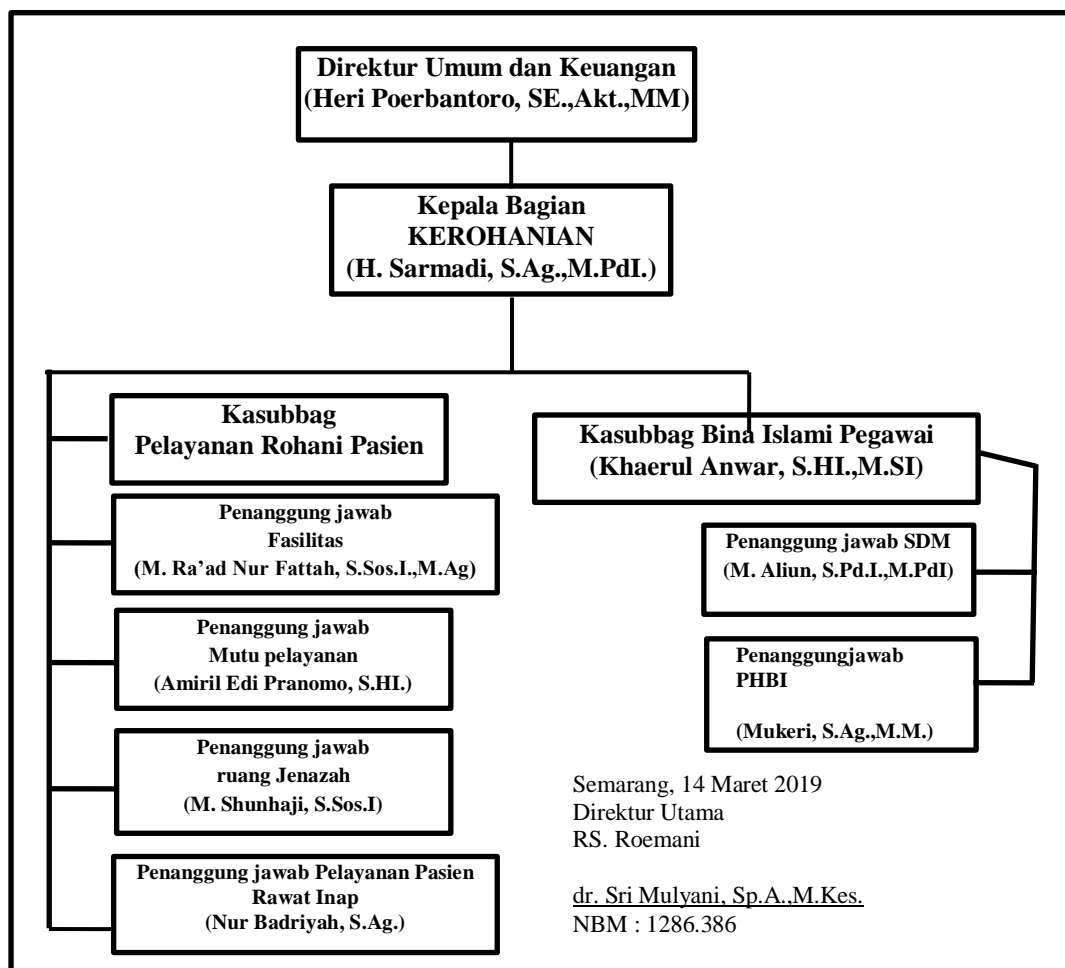 Direktur Umum dan Keuangan
(Heri Poerbantoro, SE.,Akt.,MM)
Kepala Bagian
KEROHANIAN
(H. Sarmadi, S.Ag.,M.PdI.)
Kasubbag
Pelayanan Rohani Pasien
Penanggung jawab
Fasilitas
(M. Ra’ad Nur Fattah, S.Sos.I.,M.Ag)
Penanggung jawab
Mutu pelayanan
(Amiril Edi Pranomo, S.HI.)
Penanggung jawab
ruang Jenazah
(M. Shunhaji, S.Sos.I)
Penanggung jawab Pelayanan Pasien
Rawat Inap
(Nur Badriyah, S.Ag.)
Kasubbag Bina Islami Pegawai
(Khaerul Anwar, S.HI.,M.SI)
Penanggung jawab SDM
(M. Aliun, S.Pd.I.,M.PdI)
Penanggungjawab
PHBI
(Mukeri, S.Ag.,M.M.)
Semarang, 14 Maret 2019
Direktur Utama
RS. Roemani
dr. Sri Mulyani, Sp.A.,M.Kes.
NBM : 1286.386